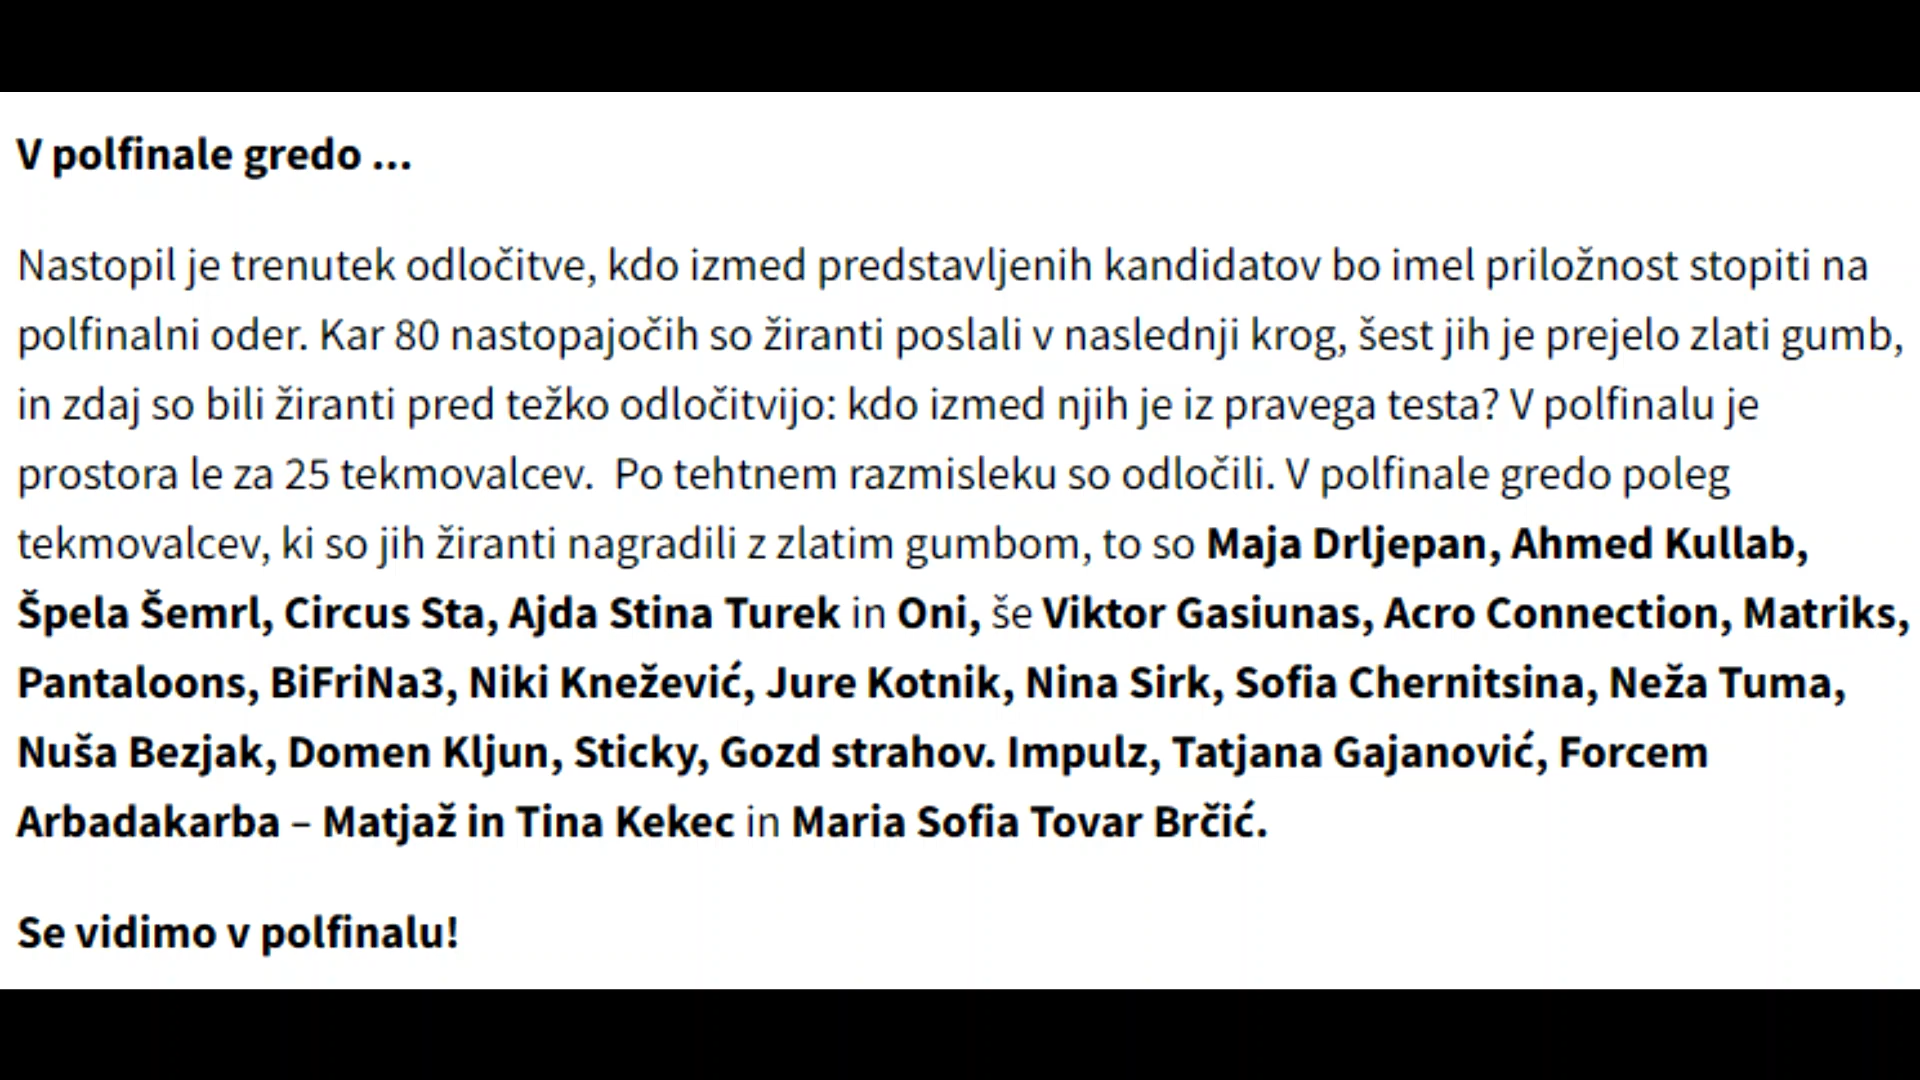 V polfinale gredo ...
Nastopil je trenutek odločitve, kdo izmed predstavljenih kandidatov bo imel priložnost stopiti na
polfinalni oder. Kar 80 nastopajočih so žiranti poslali v naslednji krog, šest jih je prejelo zlati gumb,
in zdaj so bili žiranti pred težko odločitvijo: kdo izmed njih je iz pravega testa? V polfinalu je
prostora le za 25 tekmovalcev.  Po tehtnem razmisleku so odločili. V polfinale gredo poleg
tekmovalcev, ki so jih žiranti nagradili z zlatim gumbom, to so Maja Drljepan, Ahmed Kullab,
Špela Šemrl, Circus Sta, Ajda Stina Turek in Oni, še Viktor Gasiunas, Acro Connection, Matriks,
Pantaloons, BiFriNa3, Niki Knežević, Jure Kotnik, Nina Sirk, Sofia Chernitsina, Neža Tuma,
Nuša Bezjak, Domen Kljun, Sticky, Gozd strahov. Impulz, Tatjana Gajanović, Forcem
Arbadakarba – Matjaž in Tina Kekec in Maria Sofia Tovar Brčić.
Se vidimo v polfinalu!